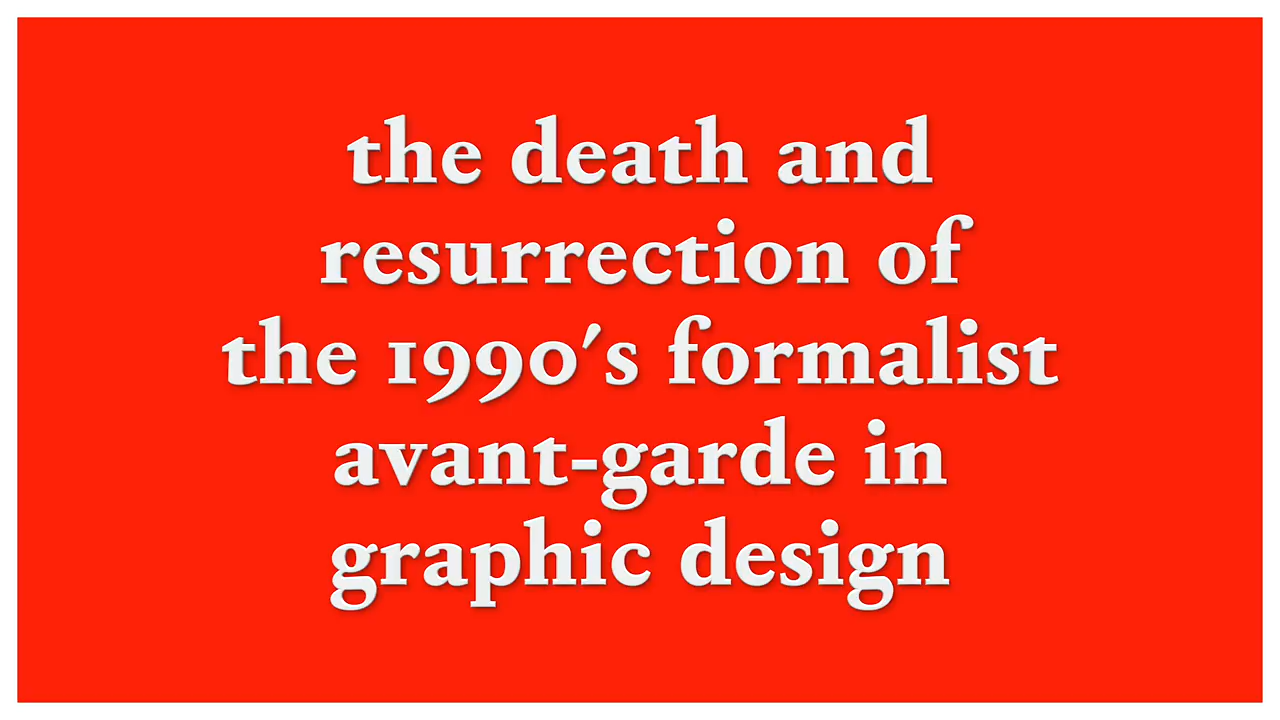 the death and
resurrection of
the 1990's formalist
avant-garde in
graphic design